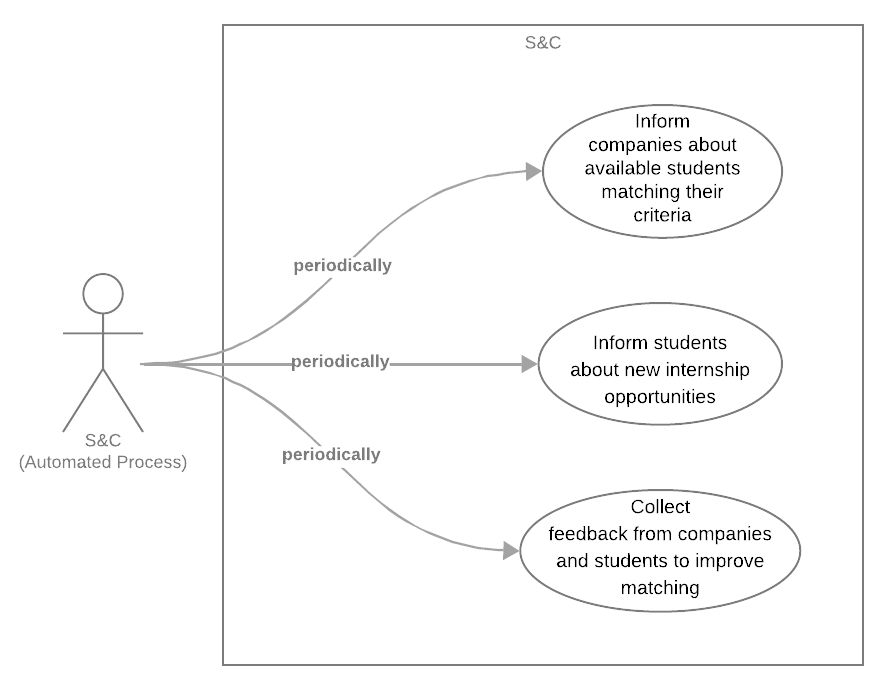 S&C
Inform
companies about
available students
matching their
criteria
periodically
periodically
Inform students
about new internship
opportunities
periodically
S&C
(Automated Process)
Collect
feedback from companies
and students to improve
matching